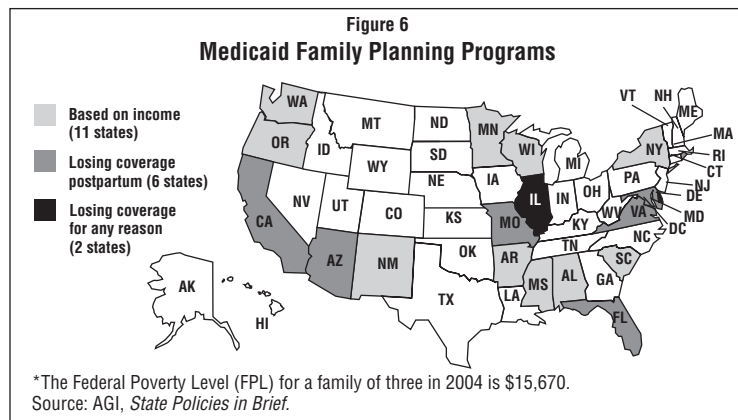 Figure 6
Medicaid Family Planning Programs
Based on income
(11 states)
Losing coverage
postpartum (6 states)
Losing coverage
for any reason
(2 states)
WA
OR
CA
ID
NV
AZ
MT
WY
UT
CO
NM
ND
SD
NE
KS
OK
TX
MN
IA
MO
AR
LA
WI
IL
MI
IN
OH
KY
TN
MS
AL
GA
FL
SC
NC
VA
WV
PA
NY
VT
NH
ME
MA
RI
CT
NJ
DE
MD
DC
AK
HI
*The Federal Poverty Level (FPL) for a family of three in 2004 is $15,670.
Source: AGI, State Policies in Brief.